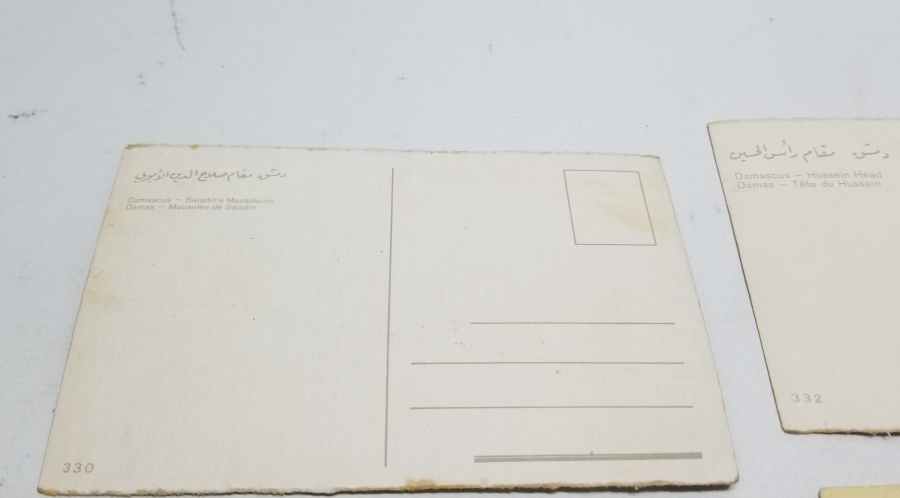 دمشق مقام صلاح الدين الأيوبي
Damascus — Saladin's Mausoleum
Damas — Mausolée de Saladin
330
دمشق مقام رأس الحسين
Damascus — Hussein Head
Damas — Tête du Hussein
332